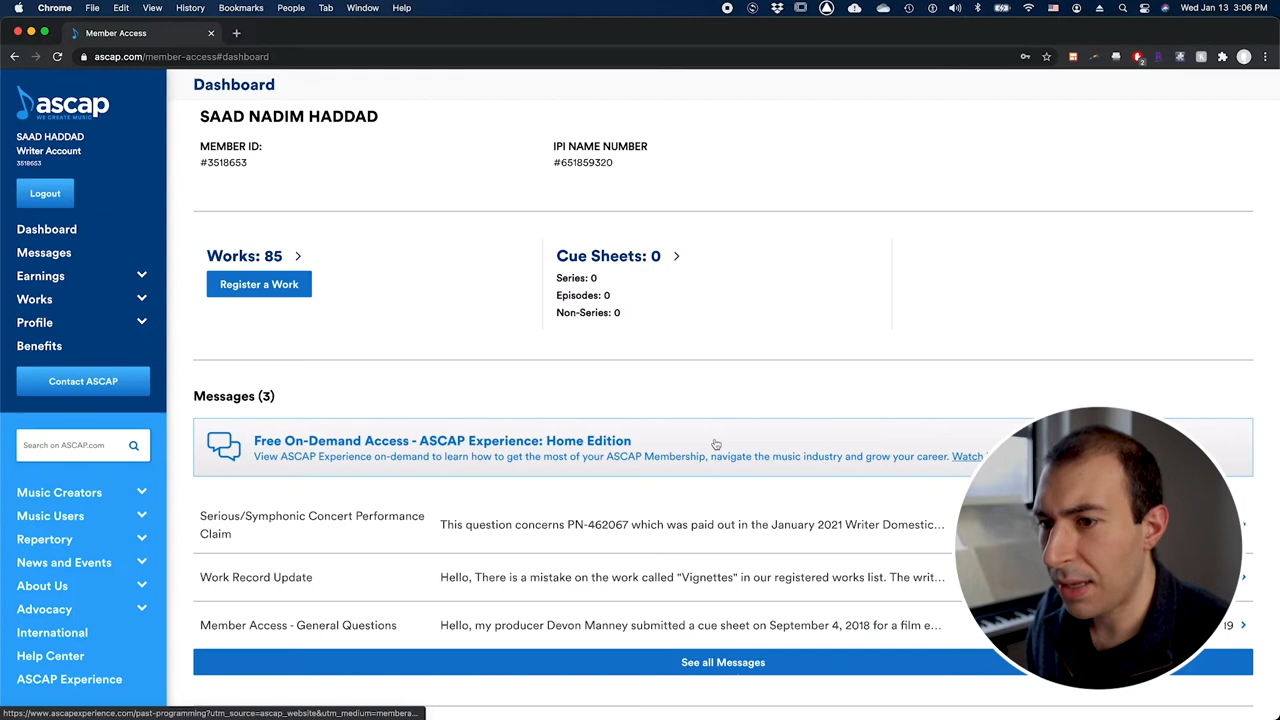 Chrome File Edit View History Bookmarks People Tab Window Help
Wed Jan 13 3:06 PM
Member Access
ascap.com/member-access#dashboard
2
ascap
WE CREATE MUSIC
SAAD HADDAD
Writer Account
3518653
Logout
Dashboard
Messages
Earnings
Works
Profile
Benefits
Contact ASCAP
Search on ASCAP.com
Music Creators
Music Users
Repertory
News and Events
About Us
Advocacy
International
Help Center
ASCAP Experience
Dashboard
SAAD NADIM HADDAD
MEMBER ID:
#3518653
IPI NAME NUMBER
#651859320
Works: 85
Register a Work
Cue Sheets: 0
Series: 0
Episodes: 0
Non-Series: 0
Messages (3)
Free On-Demand Access - ASCAP Experience: Home Edition
View ASCAP Experience on-demand to learn how to get the most of your ASCAP Membership, navigate the music industry and grow your career. Watch
Serious/Symphonic Concert Performance
Claim
This question concerns PN-462067 which was paid out in the January 2021 Writer Domestic...
Work Record Update
Hello, There is a mistake on the work called "Vignettes" in our registered works list. The writ...
Member Access - General Questions
Hello, my producer Devon Manney submitted a cue sheet on September 4, 2018 for a film e...
19
See all Messages
https://www.ascapexperience.com/past-programming?utm_source=ascap_website&utm_medium=membera...